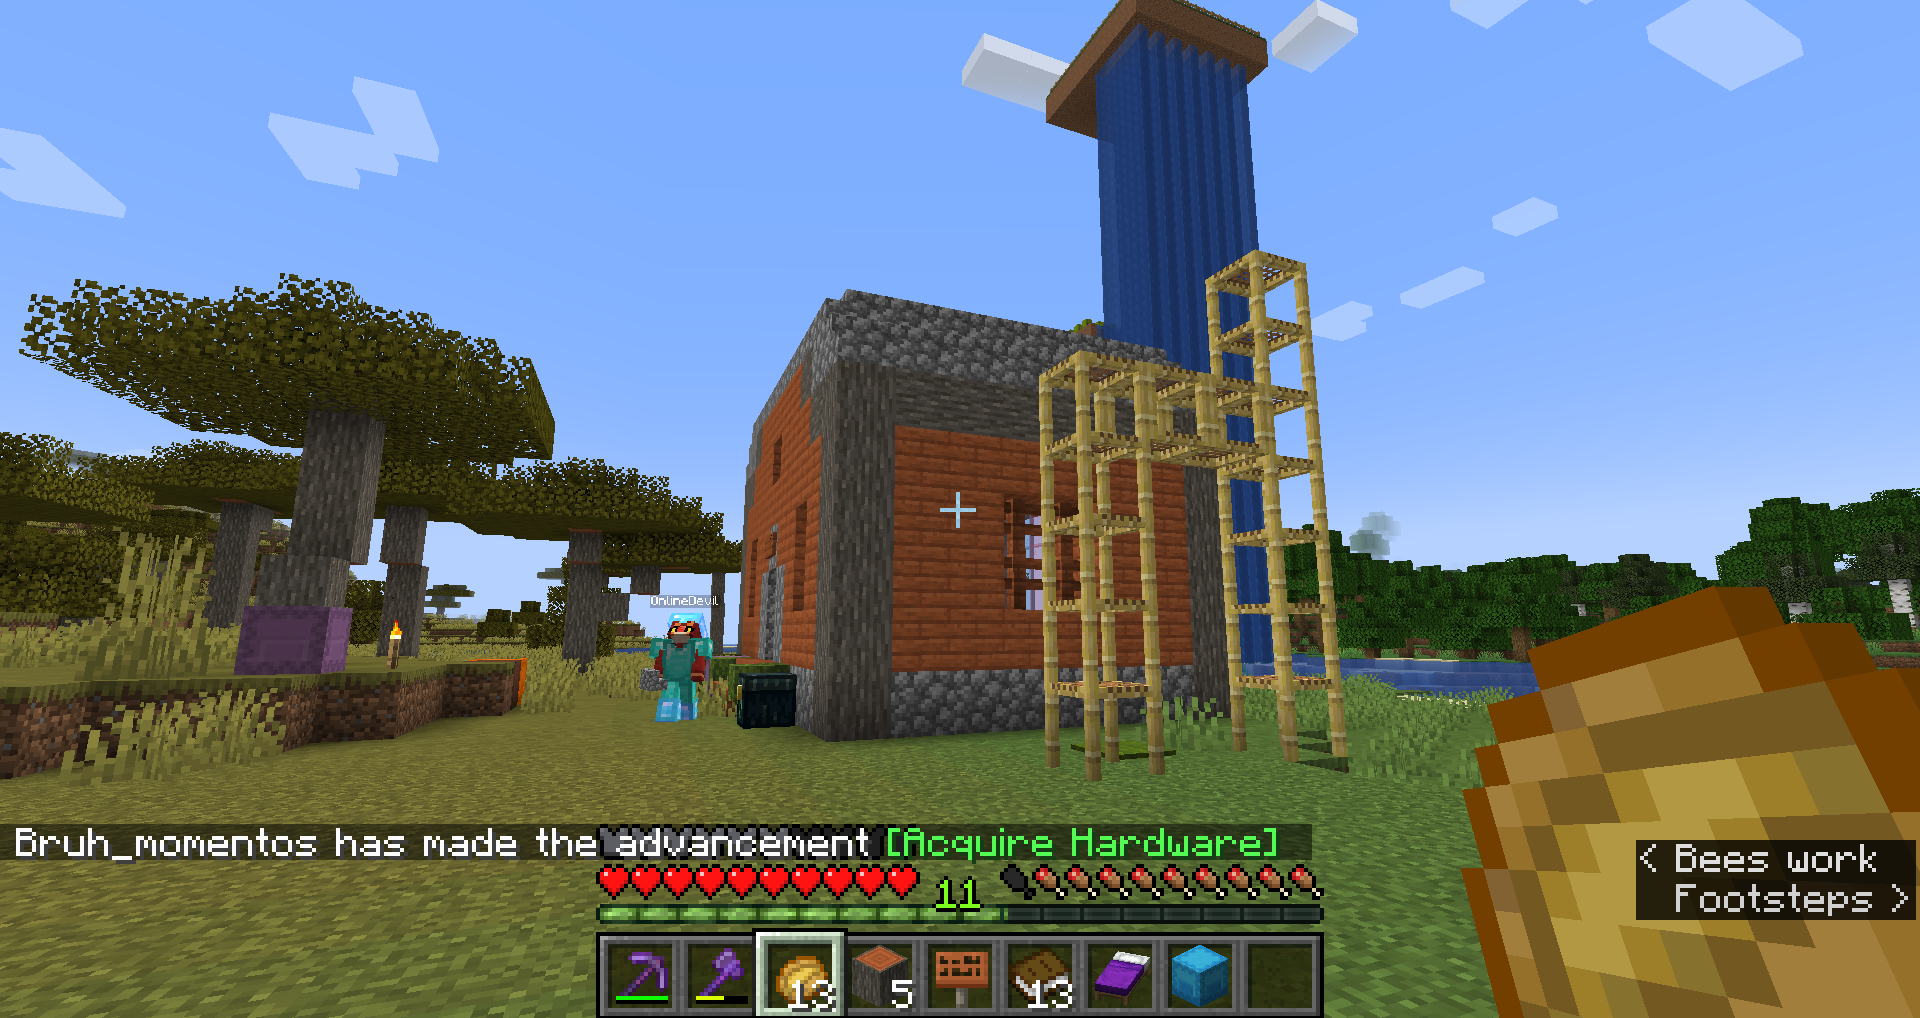 OnlineDevil
Bruh_momentos has made the advancement [Acquire Hardware]
< Bees work
Footsteps >
11
13
5
13